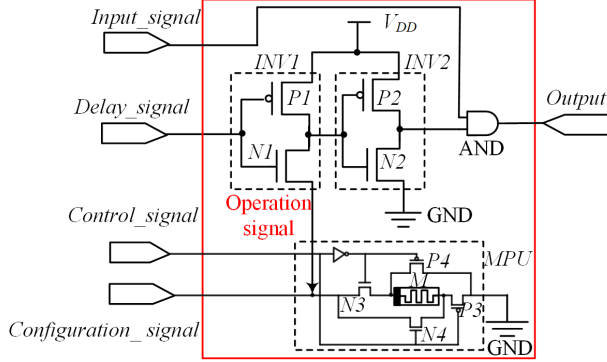 Input_signal
V_DD
INV1
INV2
P1
P2
Delay_signal
Output
N1
N2
AND
Operation
signal
GND
Control_signal
MPU
P4
M
N3
P3
N4
Configuration_signal
GND